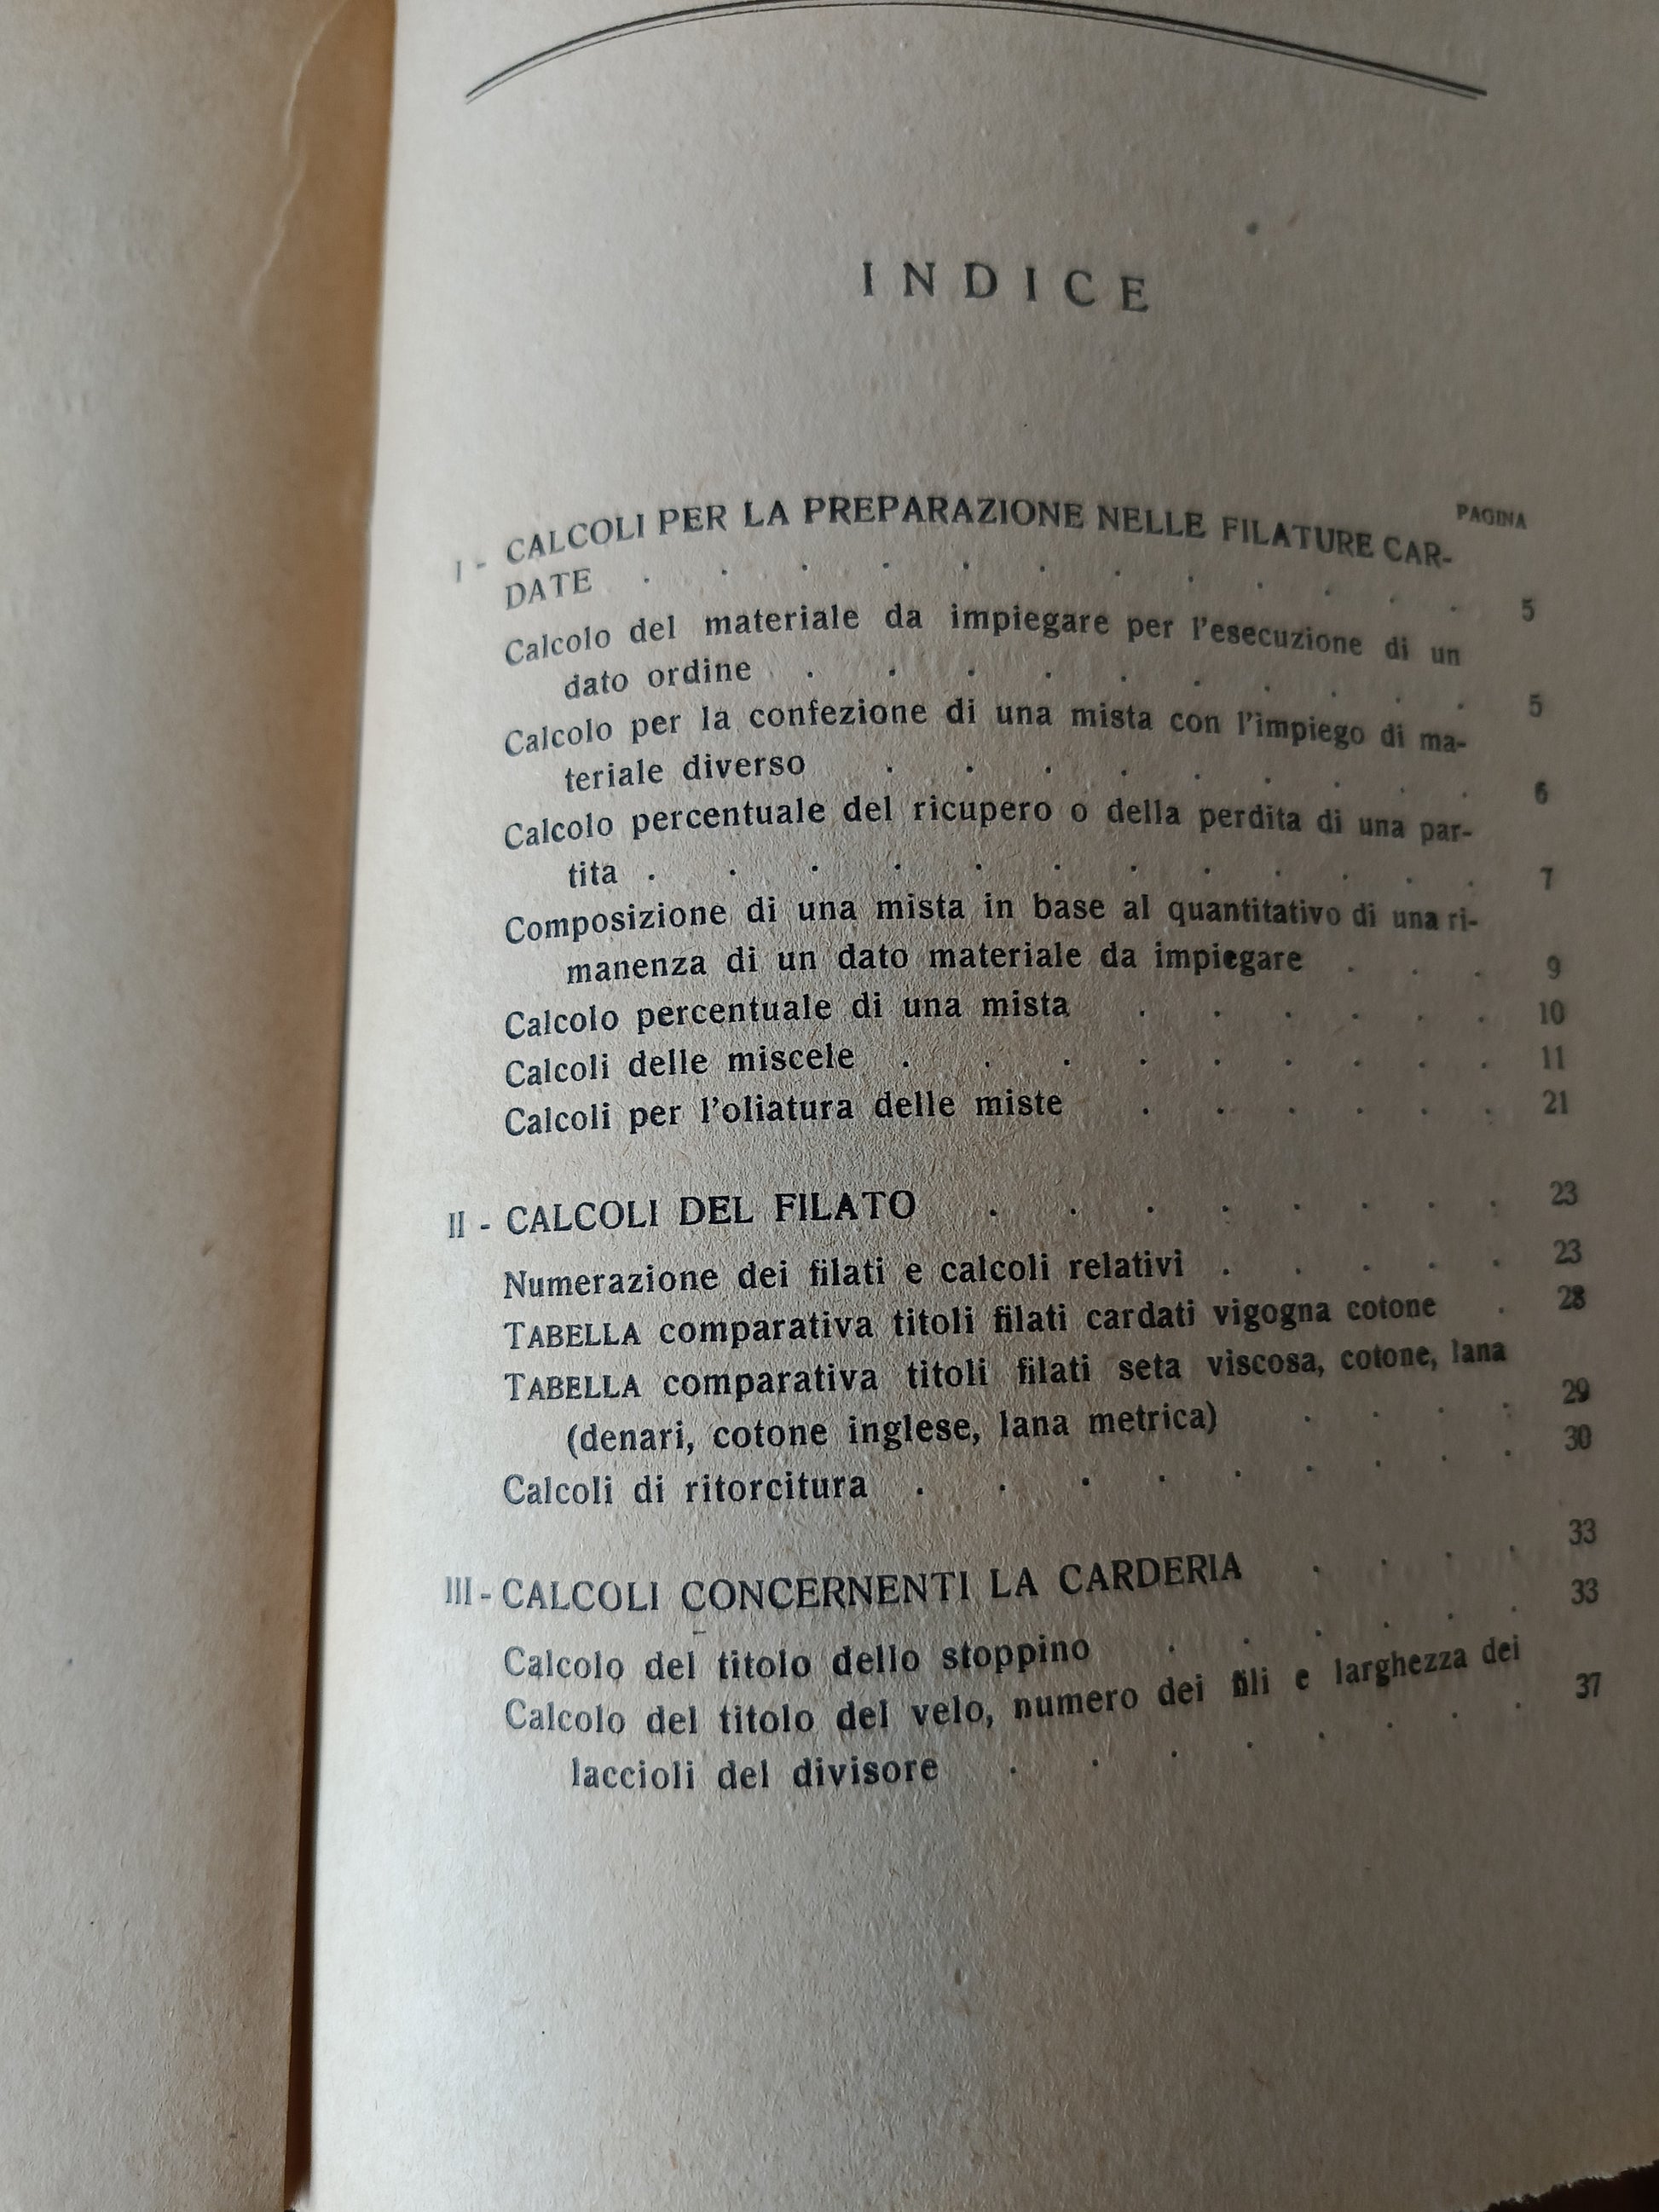 INDICE
PAGINA
I - CALCOLI PER LA PREPARAZIONE NELLE FILATURE CAR-
DATE . . . . . . . . . . . 5
Calcolo del materiale da impiegare per l'esecuzione di un
dato ordine . . . . . . . . . 5
Calcolo per la confezione di una mista con l'impiego di ma-
teriale diverso . . . . . . . . 6
Calcolo percentuale del ricupero o della perdita di una par-
tita . . . . . . . . . . . 7
Composizione di una mista in base al quantitativo di una ri-
manenza di un dato materiale da impiegare . . . 9
Calcolo percentuale di una mista . . . . . . 10
Calcoli delle miscele . . . . . . . . 11
Calcoli per l'oliatura delle miste . . . . . . 21
II - CALCOLI DEL FILATO . . . . . . . . 23
Numerazione dei filati e calcoli relativi . . . . . 23
TABELLA comparativa titoli filati cardati vigogna cotone . 28
TABELLA comparativa titoli filati seta viscosa, cotone, lana
(denari, cotone inglese, lana metrica) . . . . 29
Calcoli di ritorcitura . . . . . . . . 30
III - CALCOLI CONCERNENTI LA CARDERIA . . . . 33
Calcolo del titolo dello stoppino . . . . . . 33
Calcolo del titolo del velo, numero dei fili e larghezza dei
laccioli del divisore . . . . . . . 37